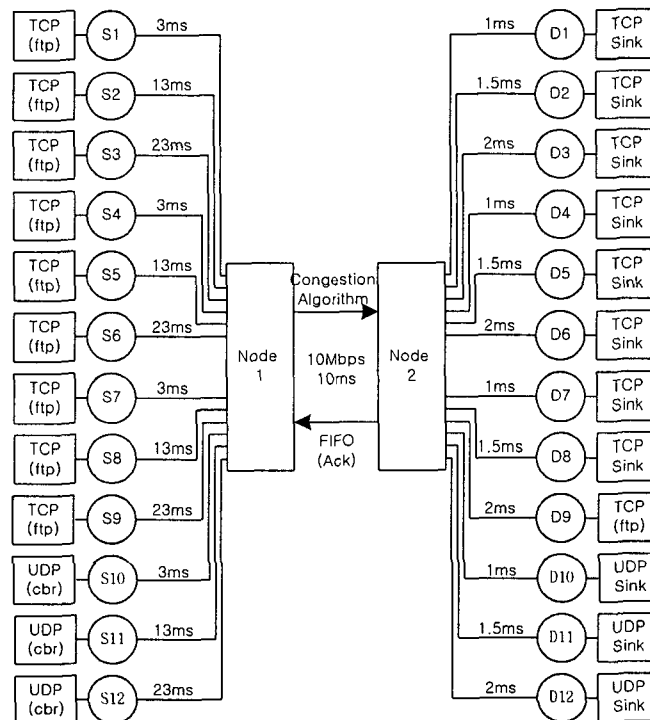 TCP
(ftp)
S1
3ms
1ms
D1
TCP
Sink
TCP
(ftp)
S2
13ms
1.5ms
D2
TCP
Sink
TCP
(ftp)
S3
23ms
2ms
D3
TCP
Sink
TCP
(ftp)
S4
3ms
1ms
D4
TCP
Sink
TCP
(ftp)
S5
13ms
1.5ms
D5
TCP
Sink
TCP
(ftp)
S6
23ms
2ms
D6
TCP
Sink
Node
1
Congestion
Algorithm
10Mbps
10ms
FIFO
(Ack)
Node
2
TCP
(ftp)
S7
3ms
1ms
D7
TCP
Sink
TCP
(ftp)
S8
13ms
1.5ms
D8
TCP
Sink
TCP
(ftp)
S9
23ms
2ms
D9
TCP
(ftp)
UDP
(cbr)
S10
3ms
1ms
D10
UDP
Sink
UDP
(cbr)
S11
13ms
1.5ms
D11
UDP
Sink
UDP
(cbr)
S12
23ms
2ms
D12
UDP
Sink